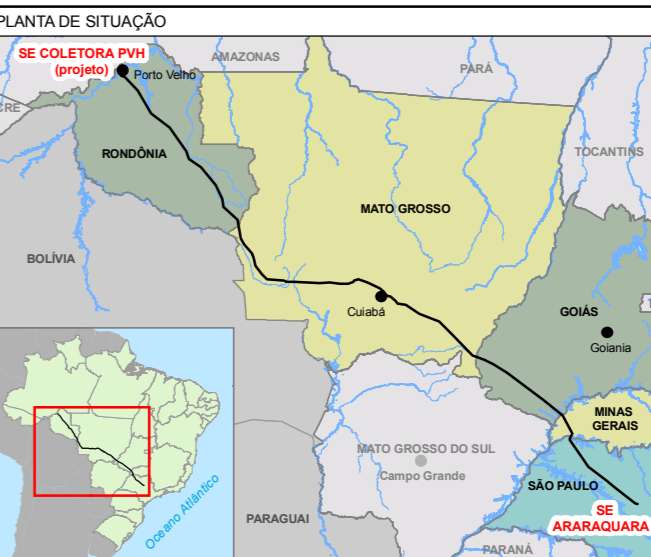 PLANTA DE SITUAÇÃO
SE COLETORA PVH
(projeto)
Porto Velho
AMAZONAS
PARÁ
CRE
TOCANTINS
RONDÔNIA
MATO GROSSO
BOLÍVIA
Cuiabá
GOIÁS
Goiania
MINAS
GERAIS
MATO GROSSO DO SUL
Campo Grande
SÃO PAULO
SE
ARARAQUARA
PARAGUAI
PARANÁ
Oceano Atlântico